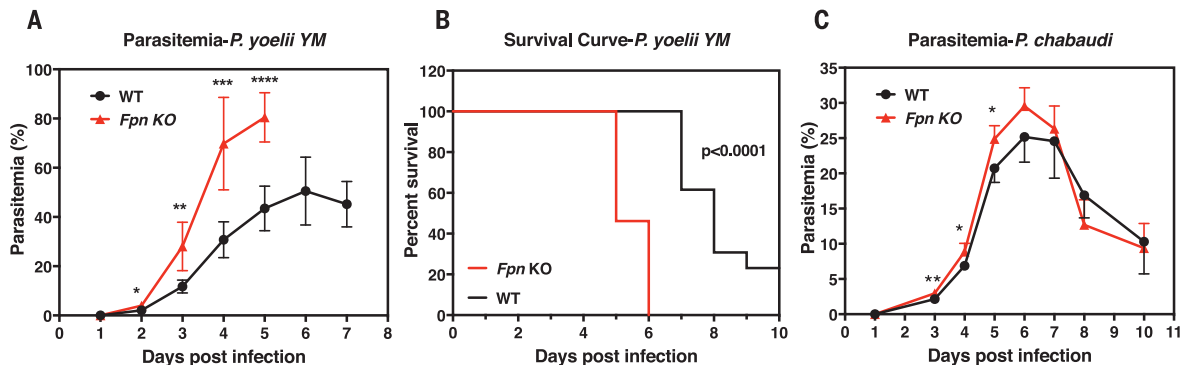 A
Parasitemia-P. yoelii YM
Parasitemia (%)
100
80
60
40
20
0
WT
Fpn KO
*
**
***
****
0 1 2 3 4 5 6 7 8
Days post infection
B
Survival Curve-P. yoelii YM
Percent survival
120
100
80
60
40
20
0
p<0.0001
Fpn KO
WT
0 2 4 6 8 10
Days post infection
C
Parasitemia-P. chabaudi
Parasitemia (%)
35
30
25
20
15
10
5
0
WT
Fpn KO
**
*
*
0 1 2 3 4 5 6 7 8 9 10 11
Days post infection